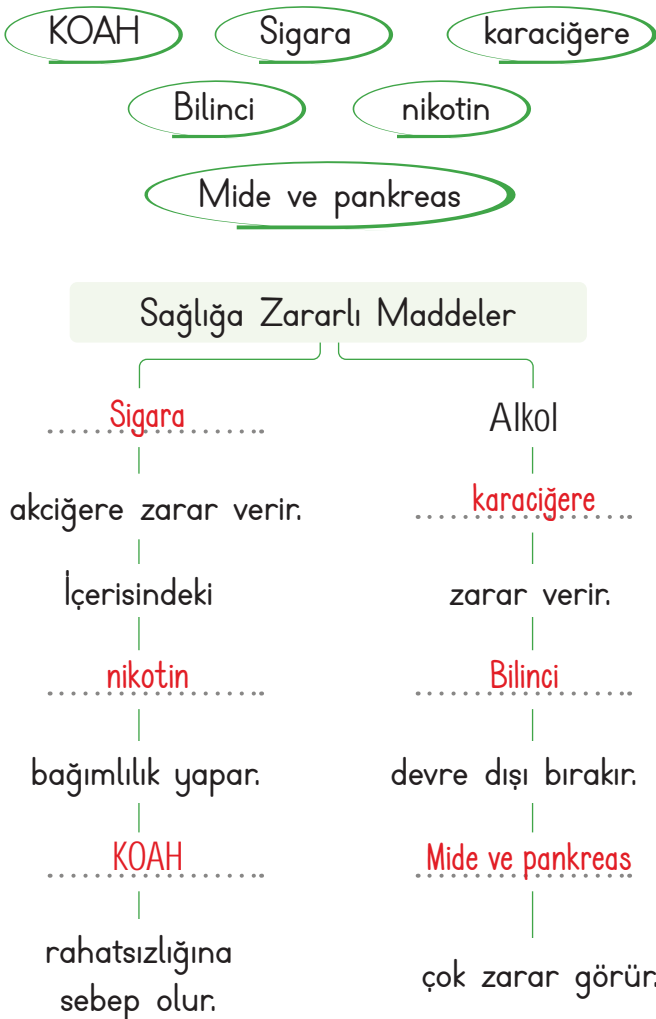 KOAH Sigara karaciğere
Bilinci nikotin
Mide ve pankreas
Sağlığa Zararlı Maddeler
Sigara
akciğere zarar verir.
İçerisindeki
nikotin
bağımlılık yapar.
KOAH
rahatsızlığına
sebep olur.
Alkol
karaciğere
zarar verir.
Bilinci
devre dışı bırakır.
Mide ve pankreas
çok zarar görür.